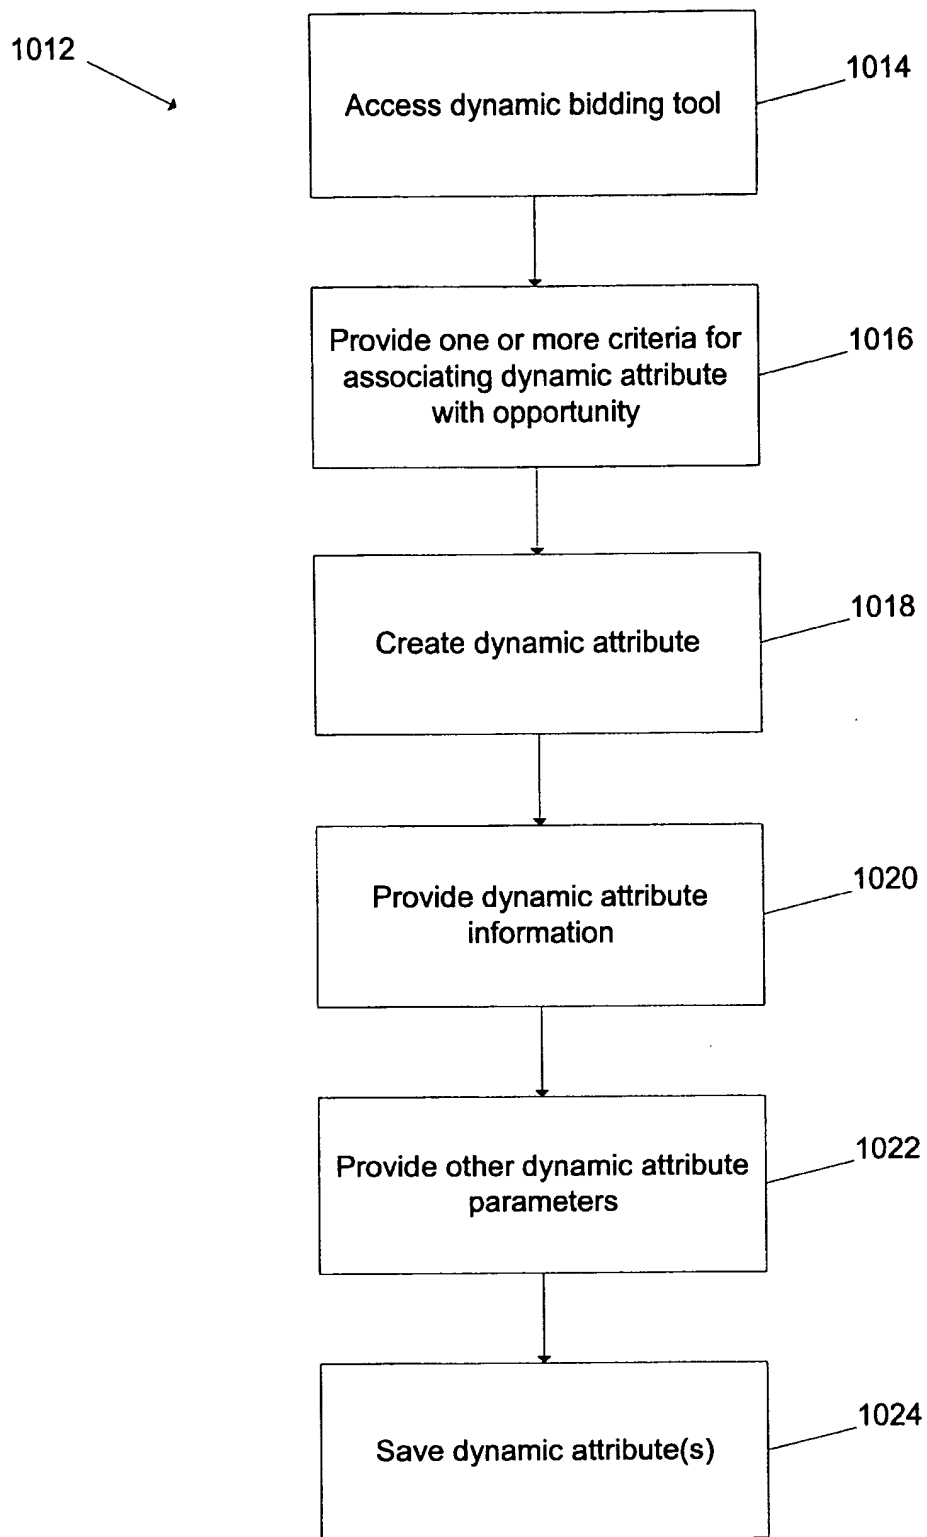 1012
1014
Access dynamic bidding tool
Provide one or more criteria for
associating dynamic attribute
with opportunity
1016
Create dynamic attribute
1018
Provide dynamic attribute
information
1020
Provide other dynamic attribute
parameters
1022
Save dynamic attribute(s)
1024